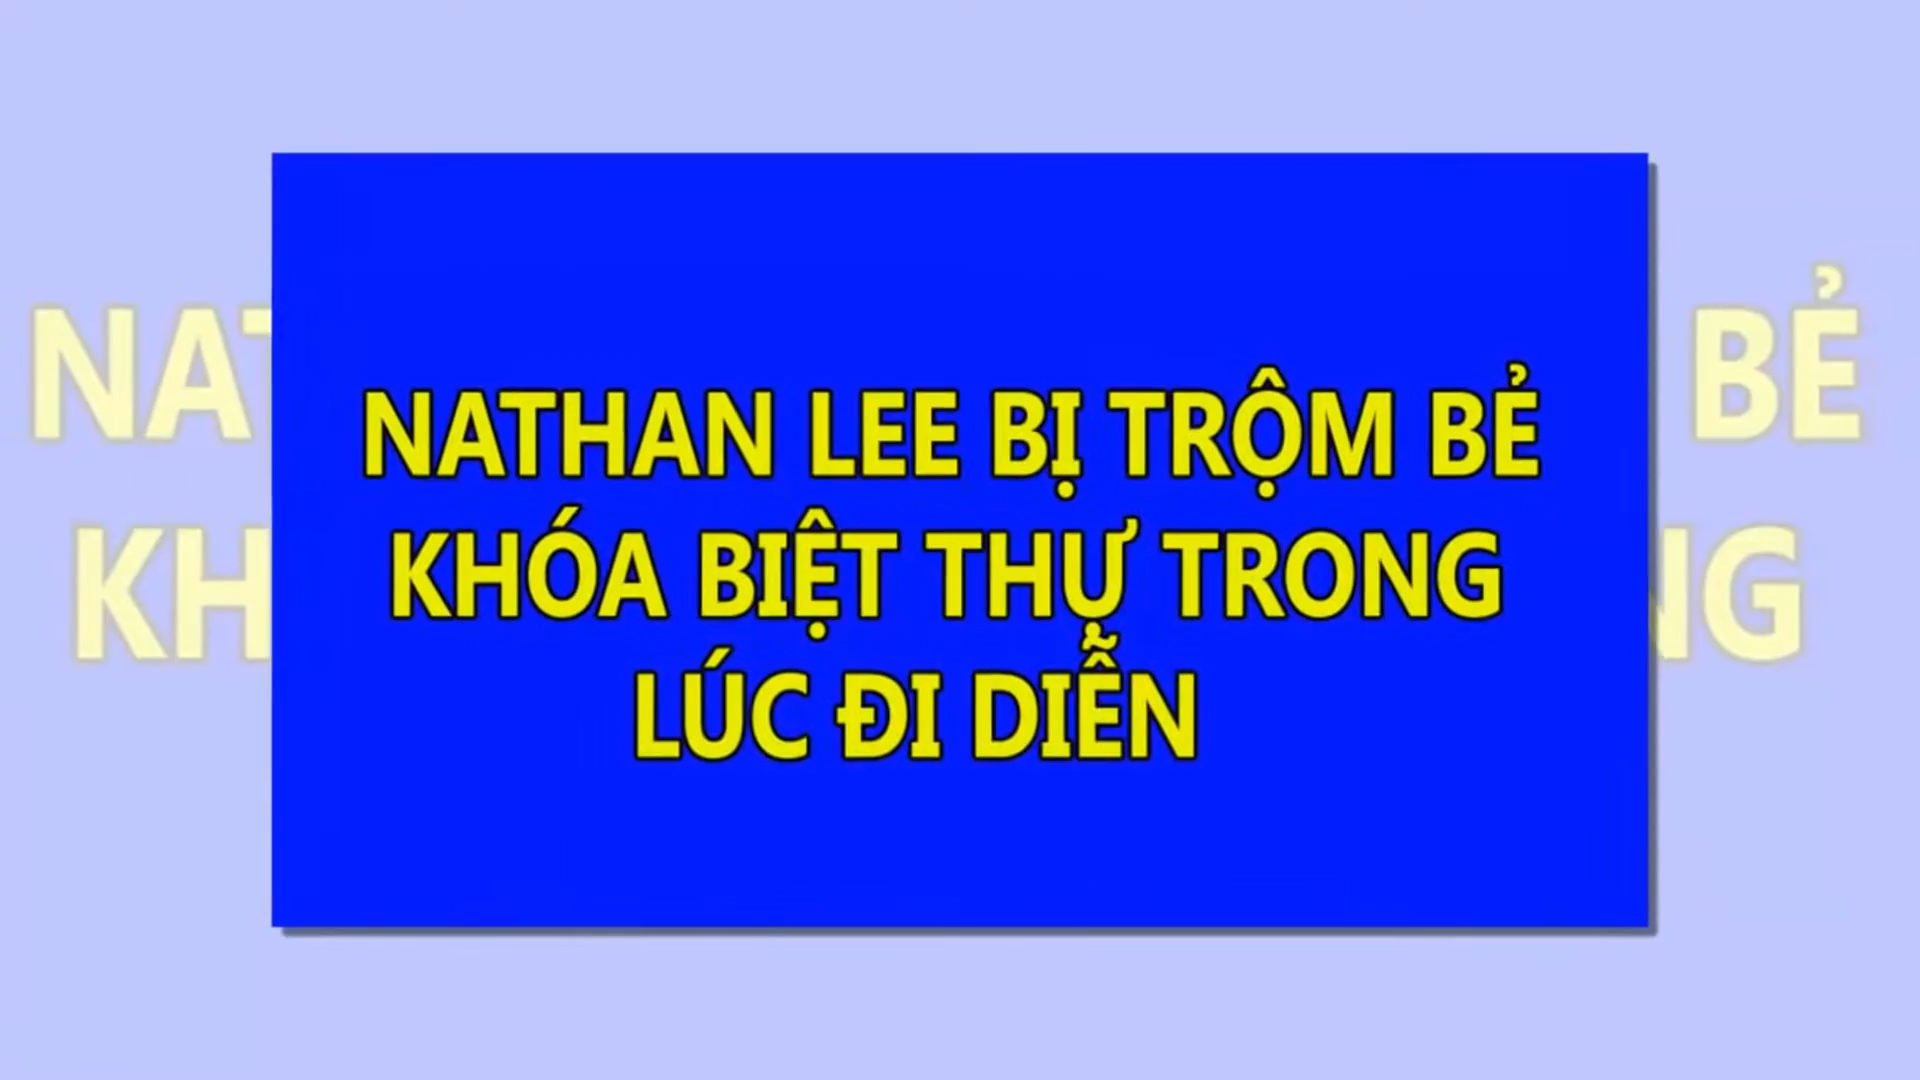 NATHAN LEE BỊ TRỘM BẺ
KHÓA BIỆT THỰ TRONG
LÚC ĐI DIỄN